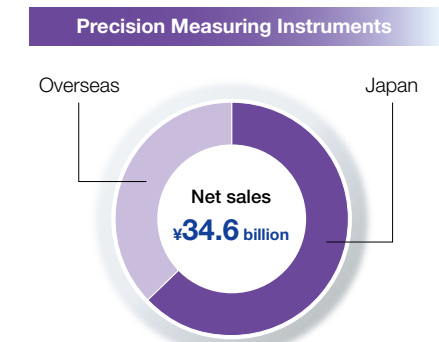 Precision Measuring Instruments
Overseas
Japan
Net sales
¥34.6 billion